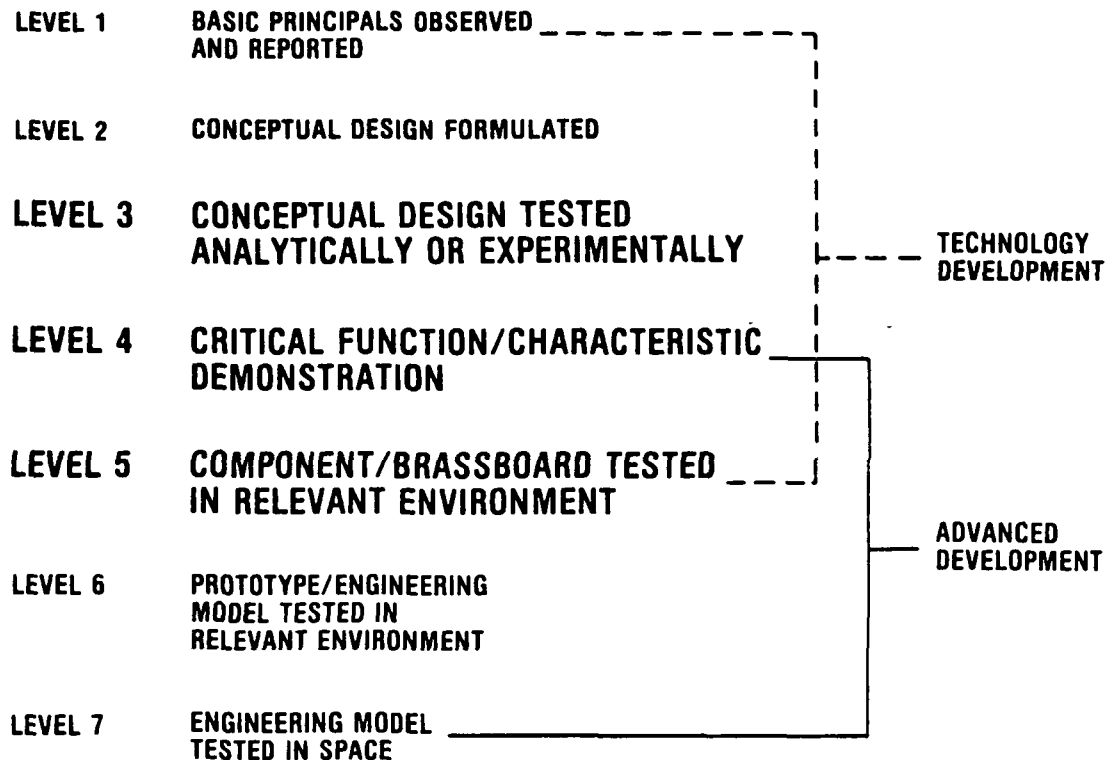 LEVEL 1 BASIC PRINCIPALS OBSERVED
AND REPORTED
LEVEL 2 CONCEPTUAL DESIGN FORMULATED
LEVEL 3 CONCEPTUAL DESIGN TESTED
ANALYTICALLY OR EXPERIMENTALLY
TECHNOLOGY
DEVELOPMENT
LEVEL 4 CRITICAL FUNCTION/CHARACTERISTIC
DEMONSTRATION
LEVEL 5 COMPONENT/BRASSBOARD TESTED
IN RELEVANT ENVIRONMENT
ADVANCED
DEVELOPMENT
LEVEL 6 PROTOTYPE/ENGINEERING
MODEL TESTED IN
RELEVANT ENVIRONMENT
LEVEL 7 ENGINEERING MODEL
TESTED IN SPACE